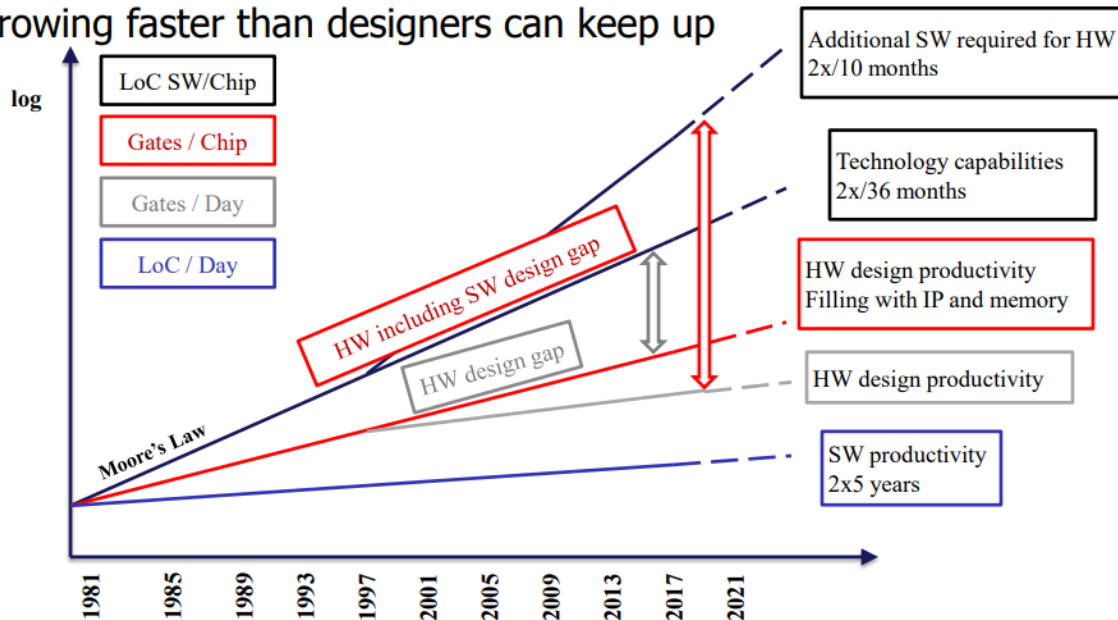 rowing faster than designers can keep up
log
LoC SW/Chip
Gates / Chip
Gates / Day
LoC / Day
Additional SW required for HW
2x/10 months
Technology capabilities
2x/36 months
HW design productivity
Filling with IP and memory
HW design productivity
SW productivity
2x5 years
HW including SW design gap
HW design gap
Moore's Law
1981
1985
1989
1993
1997
2001
2005
2009
2013
2017
2021